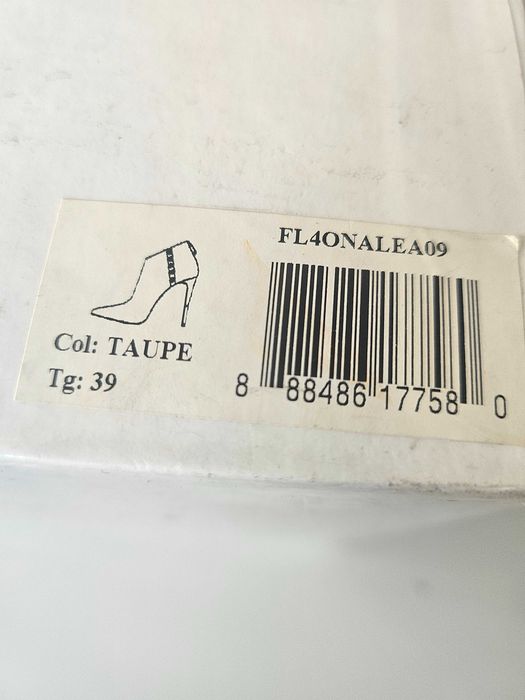 FL4ONALEA09
Col: TAUPE
Tg: 39
8 88486 17758 0